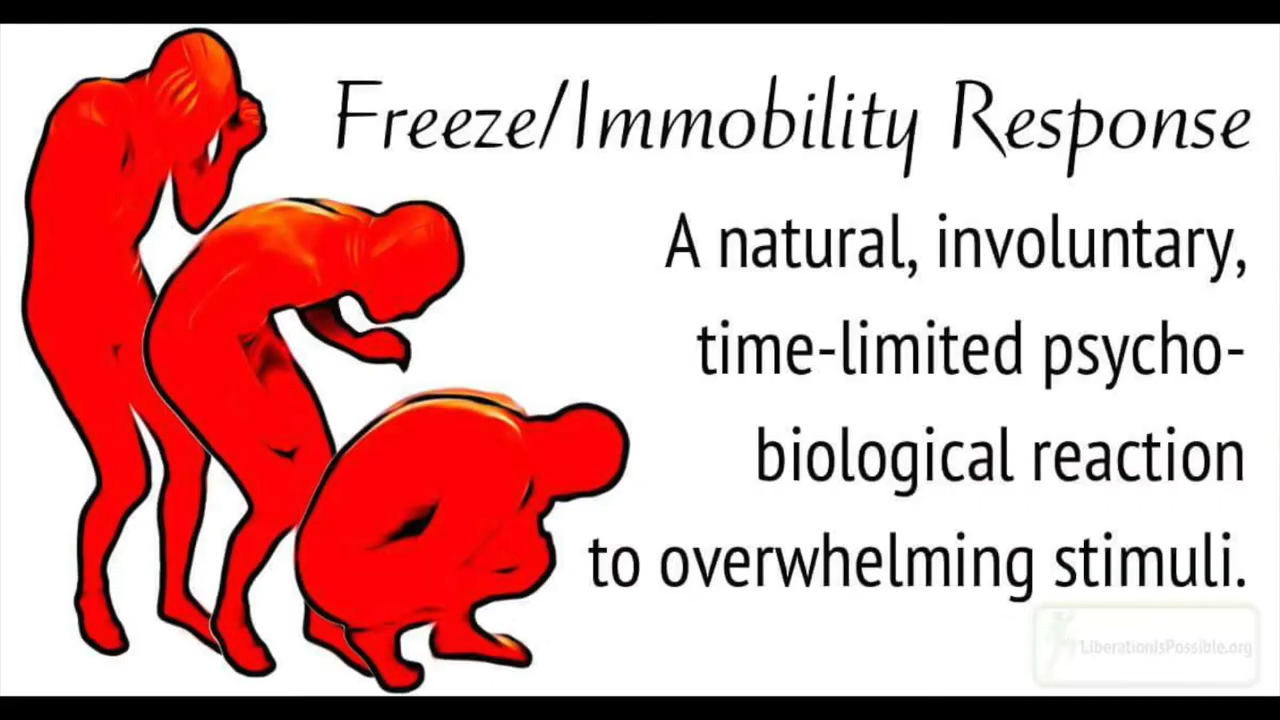 Freeze/Immobility Response
A natural, involuntary,
time-limited psycho-
biological reaction
to overwhelming stimuli.
LiberationIsPossible.org